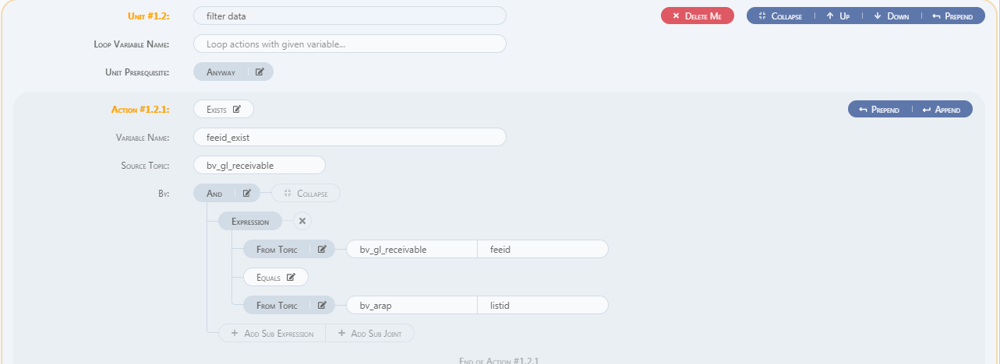 Unit #1.2: filter data Delete Me Collapse Up Down Prepend
Loop Variable Name: Loop actions with given variable...
Unit Prerequisite: Anyway
Action #1.2.1: Exists Prepend Append
Variable Name: feeid_exist
Source Topic: bv_gl_receivable
By: And Collapse
Expression
From Topic bv_gl_receivable feeid
Equals
From Topic bv_arap listid
Add Sub Expression Add Sub Joint
End of Action #1.2.1